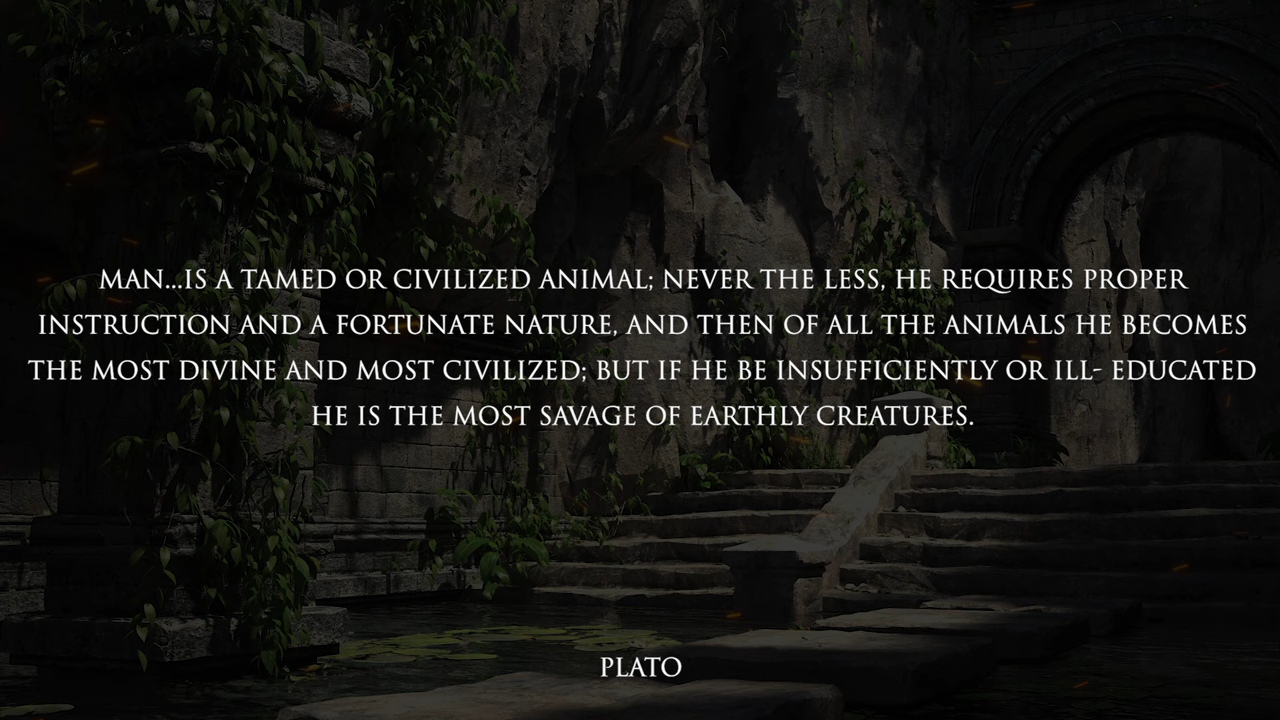 MAN...IS A TAMED OR CIVILIZED ANIMAL; NEVER THE LESS, HE REQUIRES PROPER
INSTRUCTION AND A FORTUNATE NATURE, AND THEN OF ALL THE ANIMALS HE BECOMES
THE MOST DIVINE AND MOST CIVILIZED; BUT IF HE BE INSUFFICIENTLY OR ILL- EDUCATED
HE IS THE MOST SAVAGE OF EARTHLY CREATURES.
PLATO